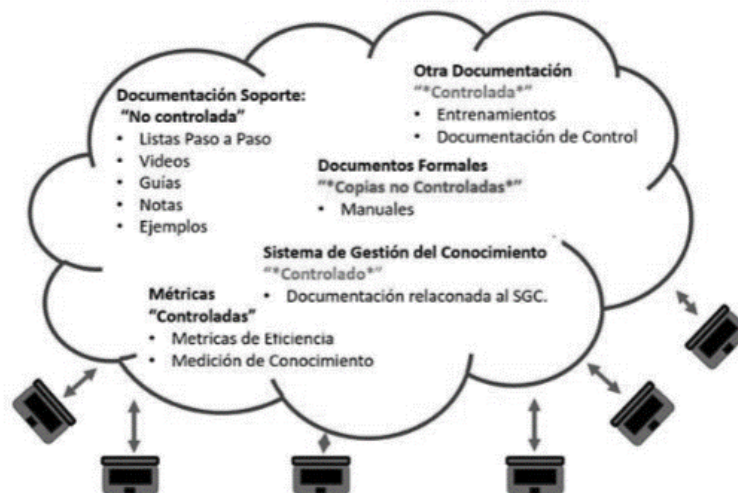 Documentación Soporte:
"No controlada"
• Listas Paso a Paso
• Videos
• Guías
• Notas
• Ejemplos
Otra Documentación
"*Controlada*"
• Entrenamientos
• Documentación de Control
Documentos Formales
"*Copias no Controladas*"
• Manuales
Sistema de Gestión del Conocimiento
"*Controlado*"
• Documentación relaconada al SGC.
Métricas
"Controladas"
• Metricas de Eficiencia
• Medición de Conocimiento